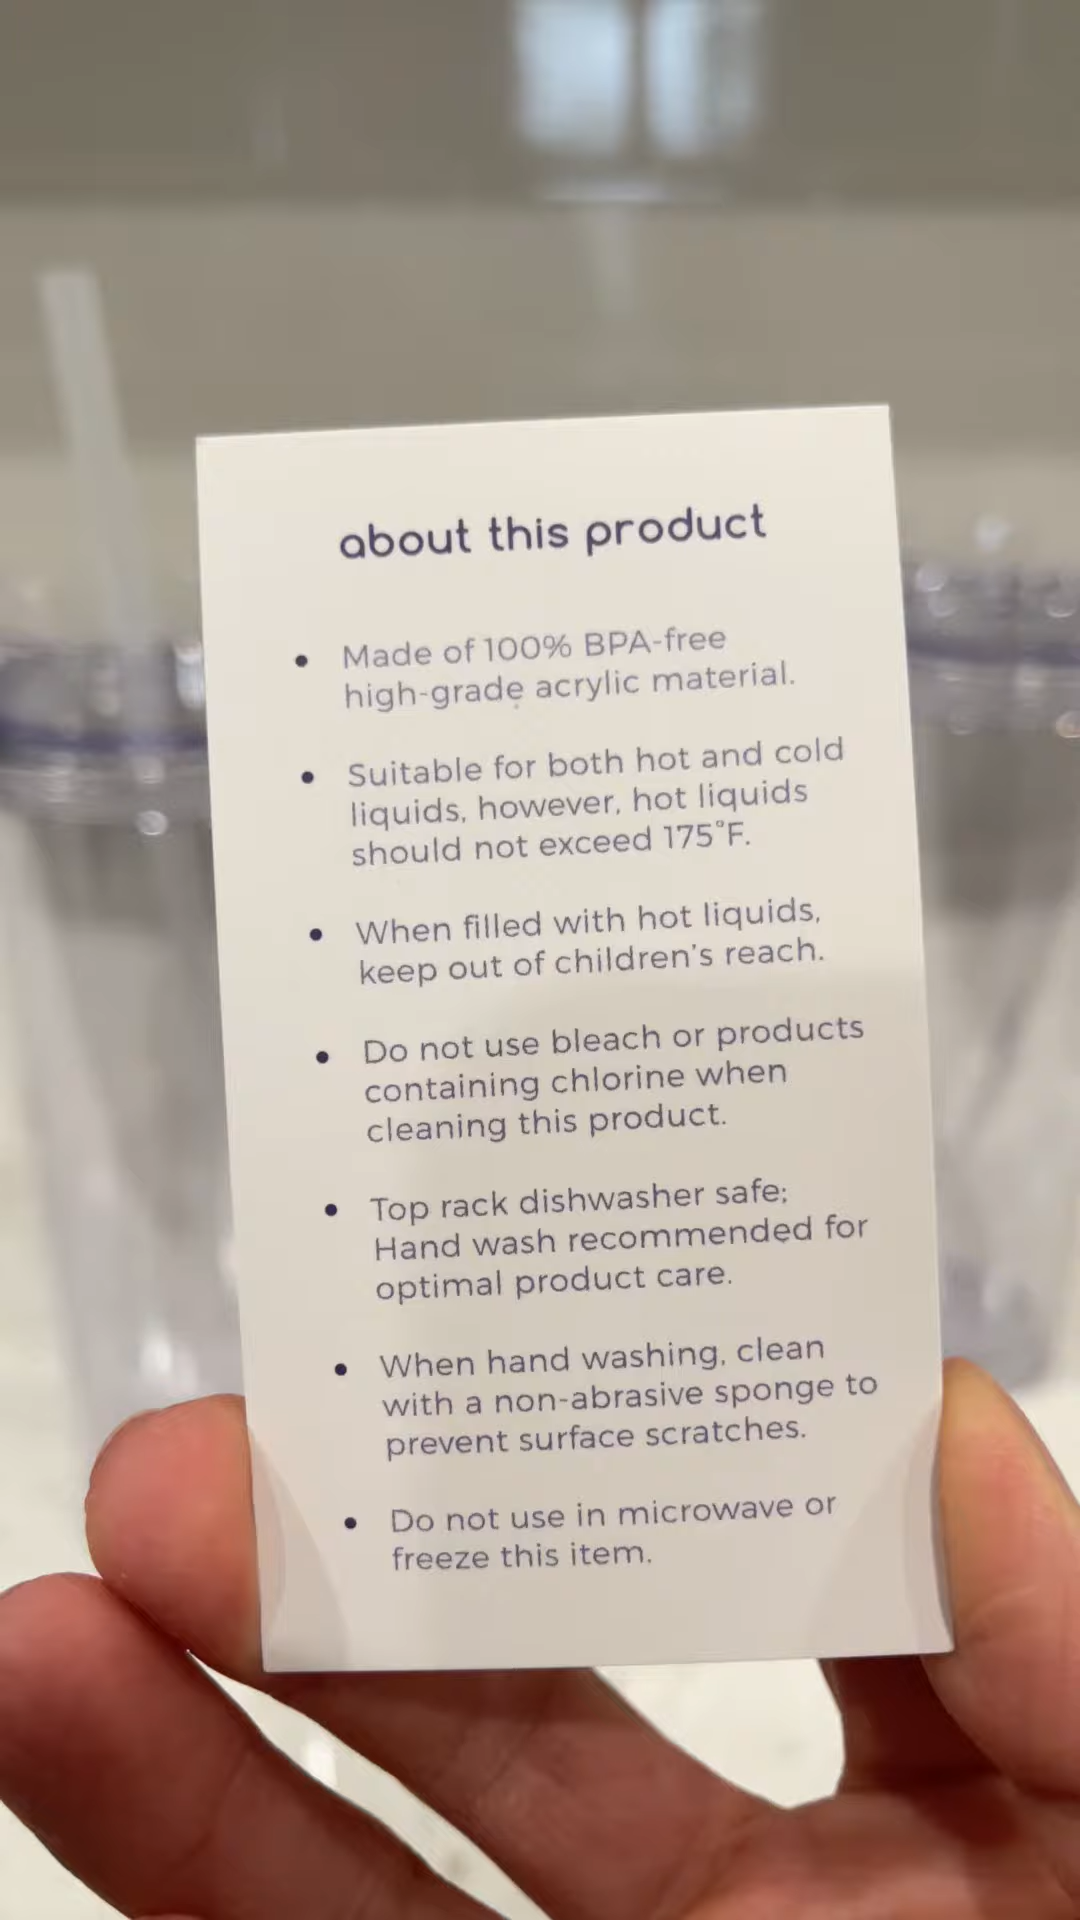 about this product
• Made of 100% BPA-free
high-grade acrylic material.
• Suitable for both hot and cold
liquids, however, hot liquids
should not exceed 175°F.
• When filled with hot liquids,
keep out of children's reach.
• Do not use bleach or products
containing chlorine when
cleaning this product.
• Top rack dishwasher safe;
Hand wash recommended for
optimal product care.
• When hand washing, clean
with a non-abrasive sponge to
prevent surface scratches.
• Do not use in microwave or
freeze this item.